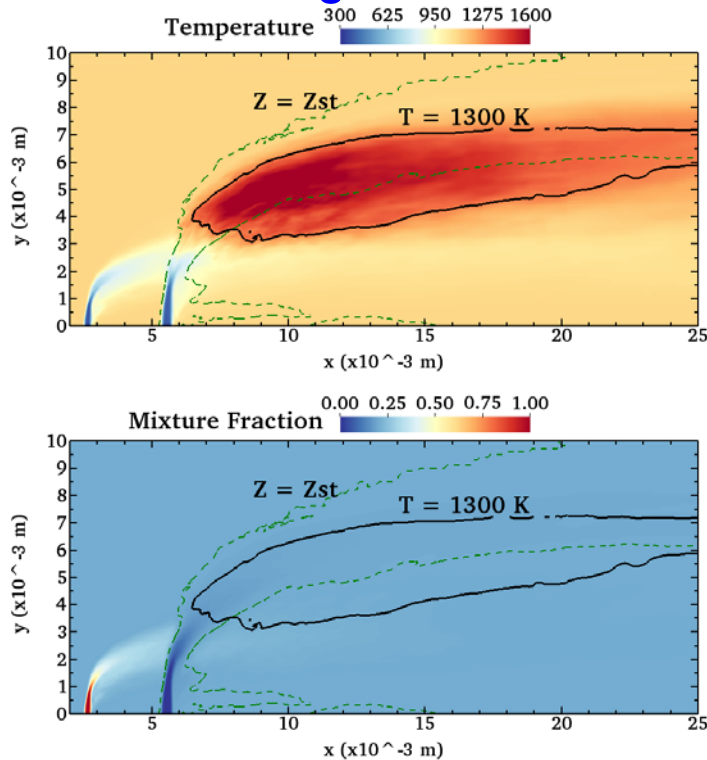 Temperature
300 625 950 1275 1600
10
9
8
7
6
5
4
3
2
1
0
y (x10^-3 m)
Z = Zst
T = 1300 K
5 10 15 20 25
x (x10^-3 m)
Mixture Fraction
0.00 0.25 0.50 0.75 1.00
10
9
8
7
6
5
4
3
2
1
0
y (x10^-3 m)
Z = Zst
T = 1300 K
5 10 15 20 25
x (x10^-3 m)